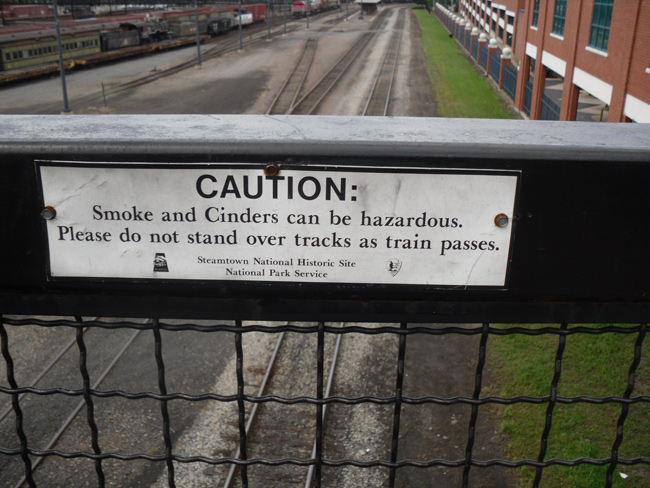 CAUTION:
Smoke and Cinders can be hazardous.
Please do not stand over tracks as train passes.
Steamtown National Historic Site
National Park Service